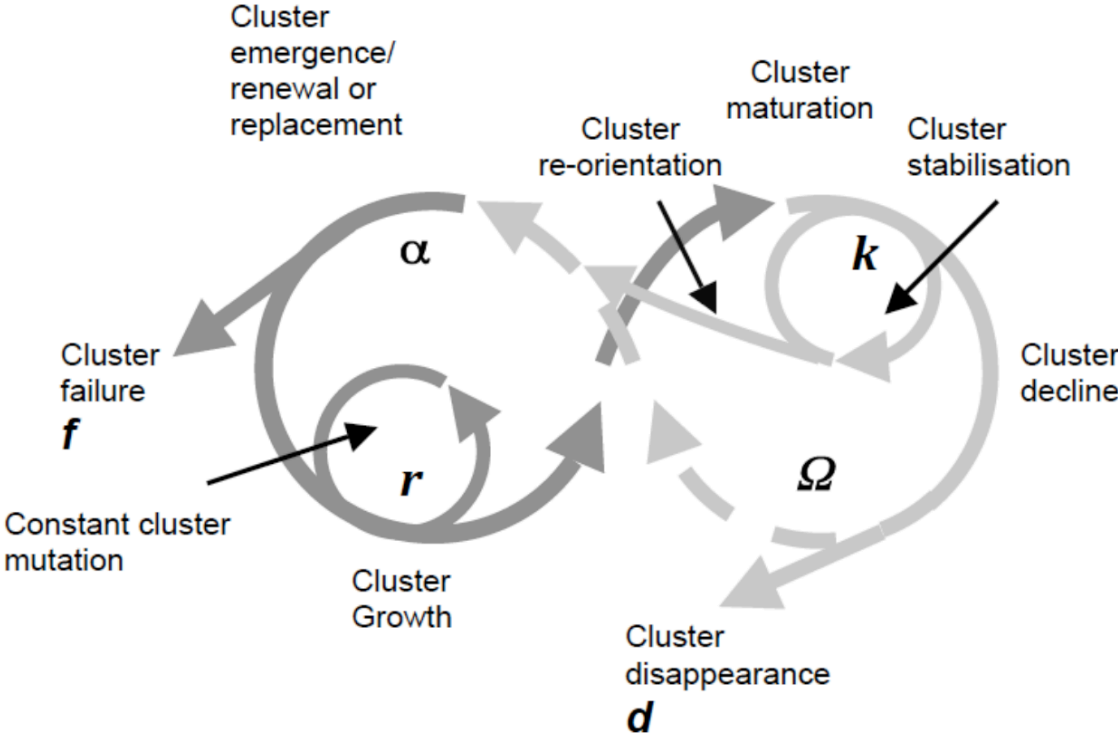 Cluster
emergence/
renewal or
replacement
Cluster
maturation
Cluster
re-orientation
Cluster
stabilisation
α
k
Cluster
failure
f
Cluster
decline
r
Ω
Constant cluster
mutation
Cluster
Growth
Cluster
disappearance
d